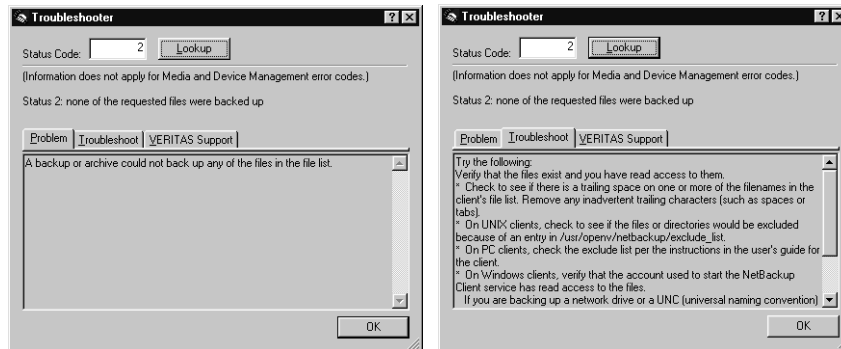 Troubleshooter
Status Code: 2 Lookup
(Information does not apply for Media and Device Management error codes.)
Status 2: none of the requested files were backed up
Problem Troubleshoot VERITAS Support
A backup or archive could not back up any of the files in the file list.
OK
Troubleshooter
Status Code: 2 Lookup
(Information does not apply for Media and Device Management error codes.)
Status 2: none of the requested files were backed up
Problem Troubleshoot VERITAS Support
Try the following:
Verify that the files exist and you have read access to them.
* Check to see if there is a trailing space on one or more of the filenames in the
client's file list. Remove any inadvertent trailing characters (such as spaces or
tabs).
* On UNIX clients, check to see if the files or directories would be excluded
because of an entry in /usr/openv/netbackup/exclude_list.
* On PC clients, check the exclude list per the instructions in the user's guide for
the client.
* On Windows clients, verify that the account used to start the NetBackup
Client service has read access to the files.
If you are backing up a network drive or a UNC (universal naming convention)
OK